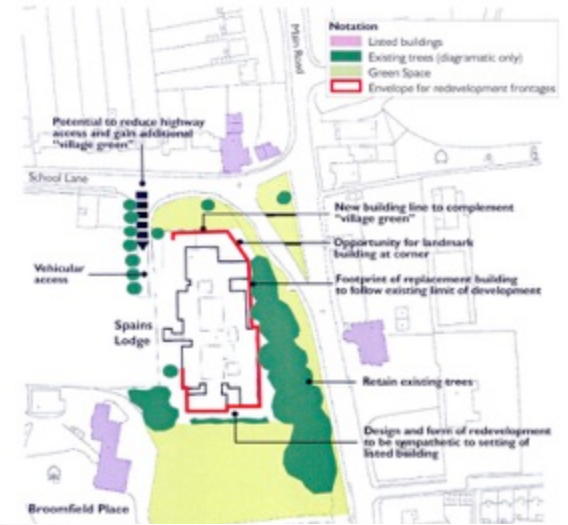 Main Road
Notation
Listed buildings
Existing trees (diagramatic only)
Green Space
Envelope for redevelopment frontages
Potential to reduce highway
access and gain additional
"village green"
School Lane
New building line to complement
"village green"
Opportunity for landmark
building at corner
Vehicular
access
Footprint of replacement building
to follow existing limit of development
Spains
Lodge
Retain existing trees
Design and form of redevelopment
to be sympathetic to setting of
listed building
Broomfield Place